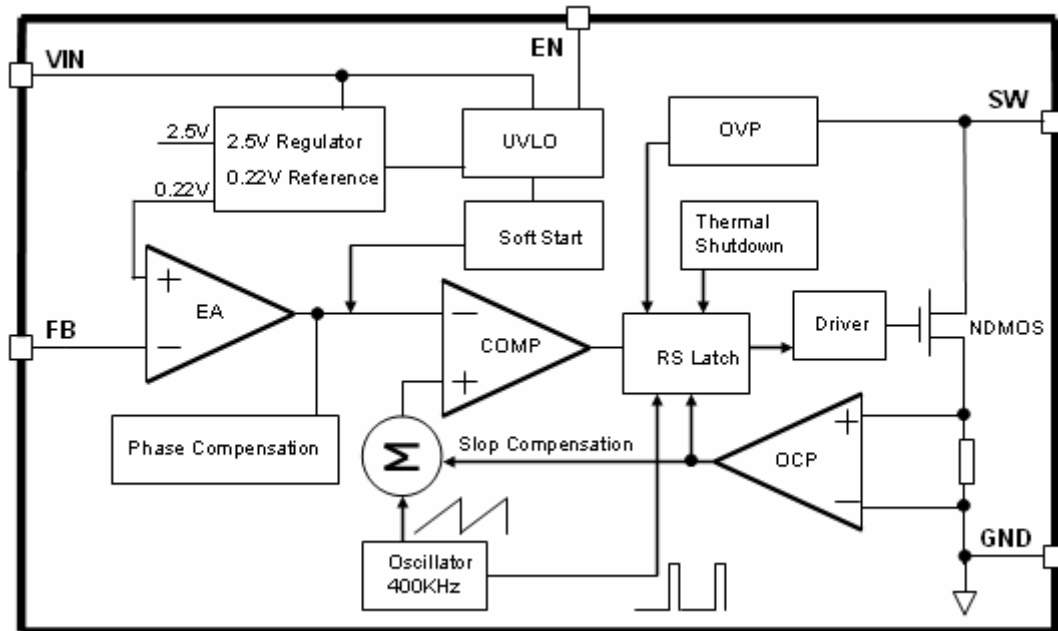 EN
VIN
SW
2.5V
2.5V Regulator
0.22V Reference
0.22V
UVLO
OVP
Soft Start
Thermal
Shutdown
+
EA
−
FB
−
COMP
+
RS Latch
Driver
NDMOS
Phase Compensation
Σ
Slop Compensation
+
OCP
−
Oscillator
400KHz
GND